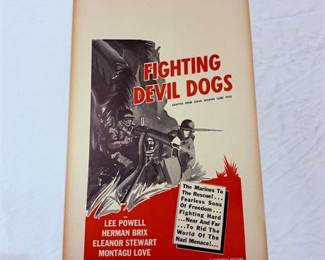 FIGHTING
DEVIL DOGS
LEE POWELL
HERMAN BRIX
ELEANOR STEWART
MONTAGU LOVE
The Marines To
The Rescue!...
Fearless Sons
Of Freedom...
Fighting Hard
...Near And Far
...To Rid The
World Of The
Nazi Menace!...